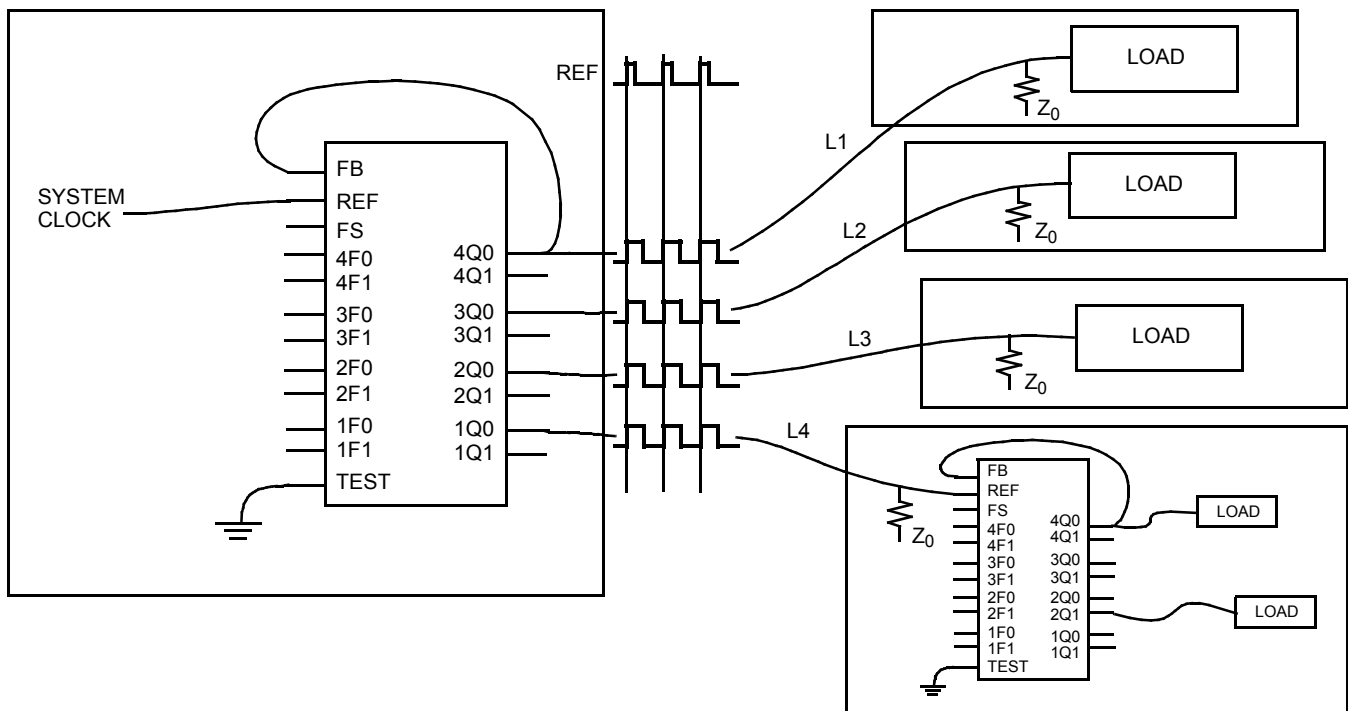 REF
SYSTEM
CLOCK
FB
REF
FS
4F0
4F1
3F0
3F1
2F0
2F1
1F0
1F1
TEST
4Q0
4Q1
3Q0
3Q1
2Q0
2Q1
1Q0
1Q1
L1
L2
L3
L4
LOAD
Z0
LOAD
Z0
LOAD
Z0
Z0
FB
REF
FS
4F0
4F1
3F0
3F1
2F0
2F1
1F0
1F1
TEST
4Q0
4Q1
3Q0
3Q1
2Q0
2Q1
1Q0
1Q1
LOAD
LOAD